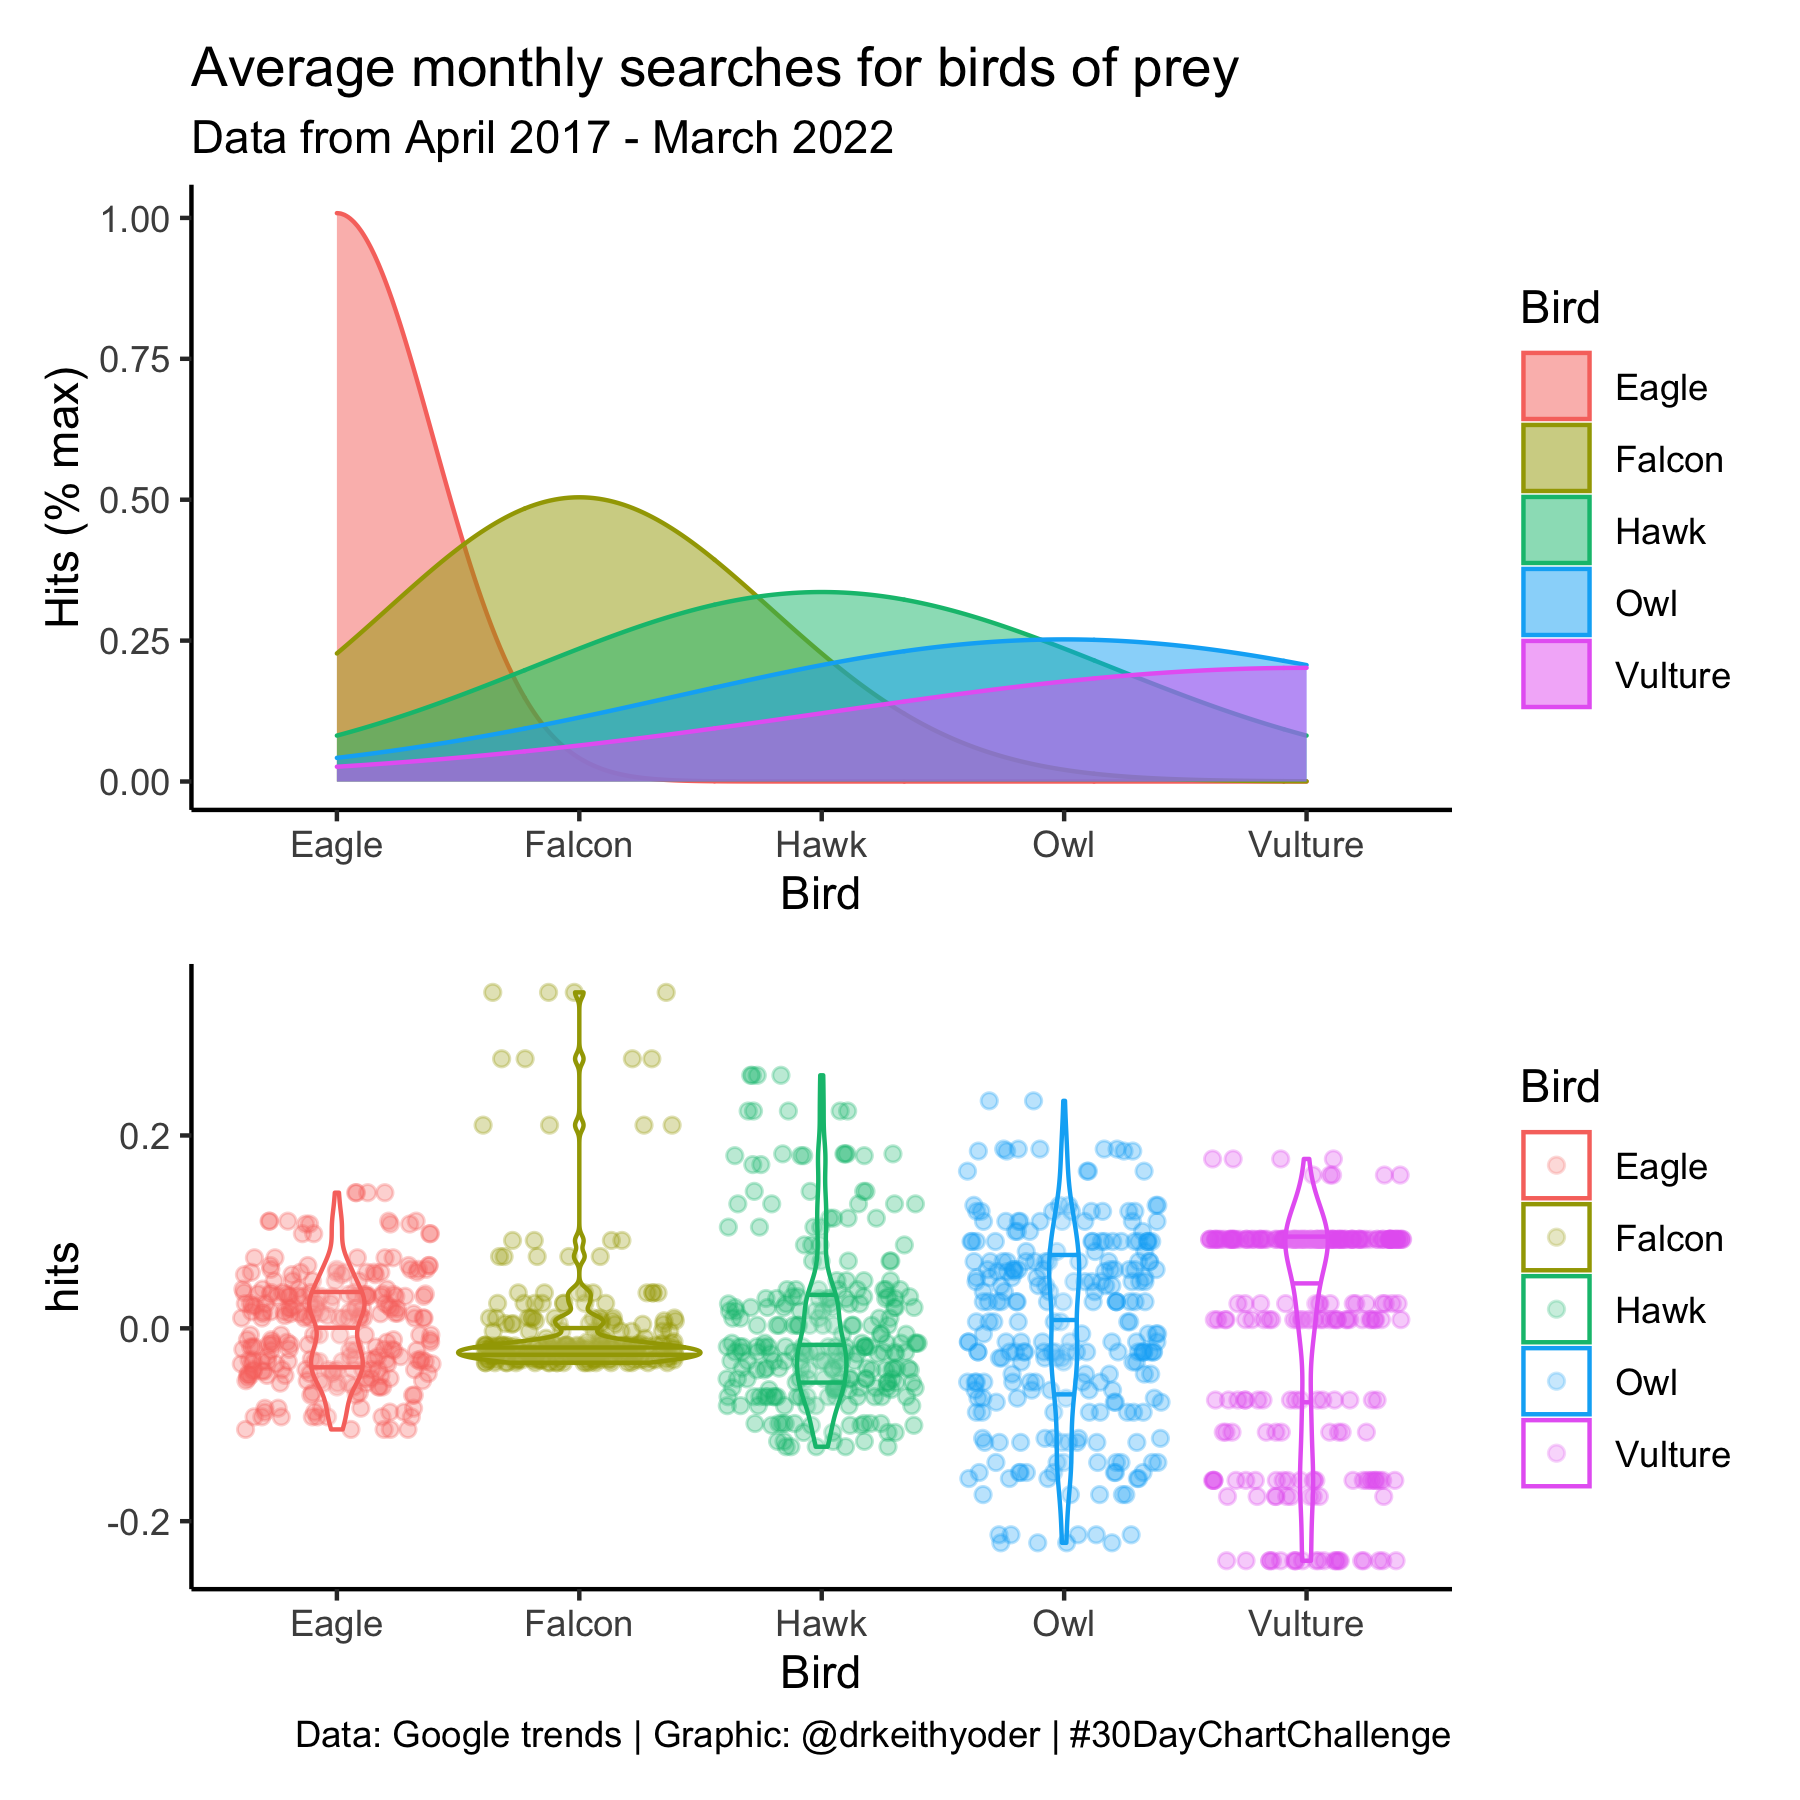 Average monthly searches for birds of prey
Data from April 2017 - March 2022
Hits (% max)
1.00
0.75
0.50
0.25
0.00
Eagle Falcon Hawk Owl Vulture
Bird
Bird
Eagle
Falcon
Hawk
Owl
Vulture
hits
0.2
0.0
-0.2
Eagle Falcon Hawk Owl Vulture
Bird
Bird
Eagle
Falcon
Hawk
Owl
Vulture
Data: Google trends | Graphic: @drkeithyoder | #30DayChartChallenge